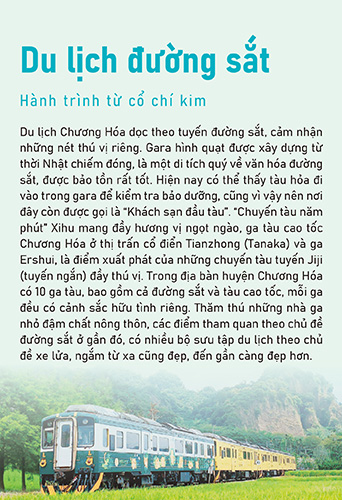 Du lịch đường sắt
Hành trình từ cổ chí kim
Du lịch Chương Hóa dọc theo tuyến đường sắt, cảm nhận
những nét thú vị riêng. Gara hình quạt được xây dựng từ
thời Nhật chiếm đóng, là một di tích quý về văn hóa đường
sắt, được bảo tồn rất tốt. Hiện nay có thể thấy tàu hỏa đi
vào trong gara để kiểm tra bảo dưỡng, cũng vì vậy nên nơi
đây còn được gọi là “Khách sạn đầu tàu”. “Chuyến tàu năm
phút” Xihu mang đầy hương vị ngọt ngào, ga tàu cao tốc
Chương Hóa ở thị trấn cổ điển Tianzhong (Tanaka) và ga
Ershui, là điểm xuất phát của những chuyến tàu tuyến Jiji
(tuyến ngắn) đầy thú vị. Trong địa bàn huyện Chương Hóa
có 10 ga tàu, bao gồm cả đường sắt và tàu cao tốc, mỗi ga
đều có cảnh sắc hữu tình riêng. Thăm thú những nhà ga
nhỏ đậm chất nông thôn, các điểm tham quan theo chủ đề
đường sắt ở gần đó, có nhiều bộ sưu tập du lịch theo chủ
đề xe lửa, ngắm từ xa cũng đẹp, đến gần càng đẹp hơn.